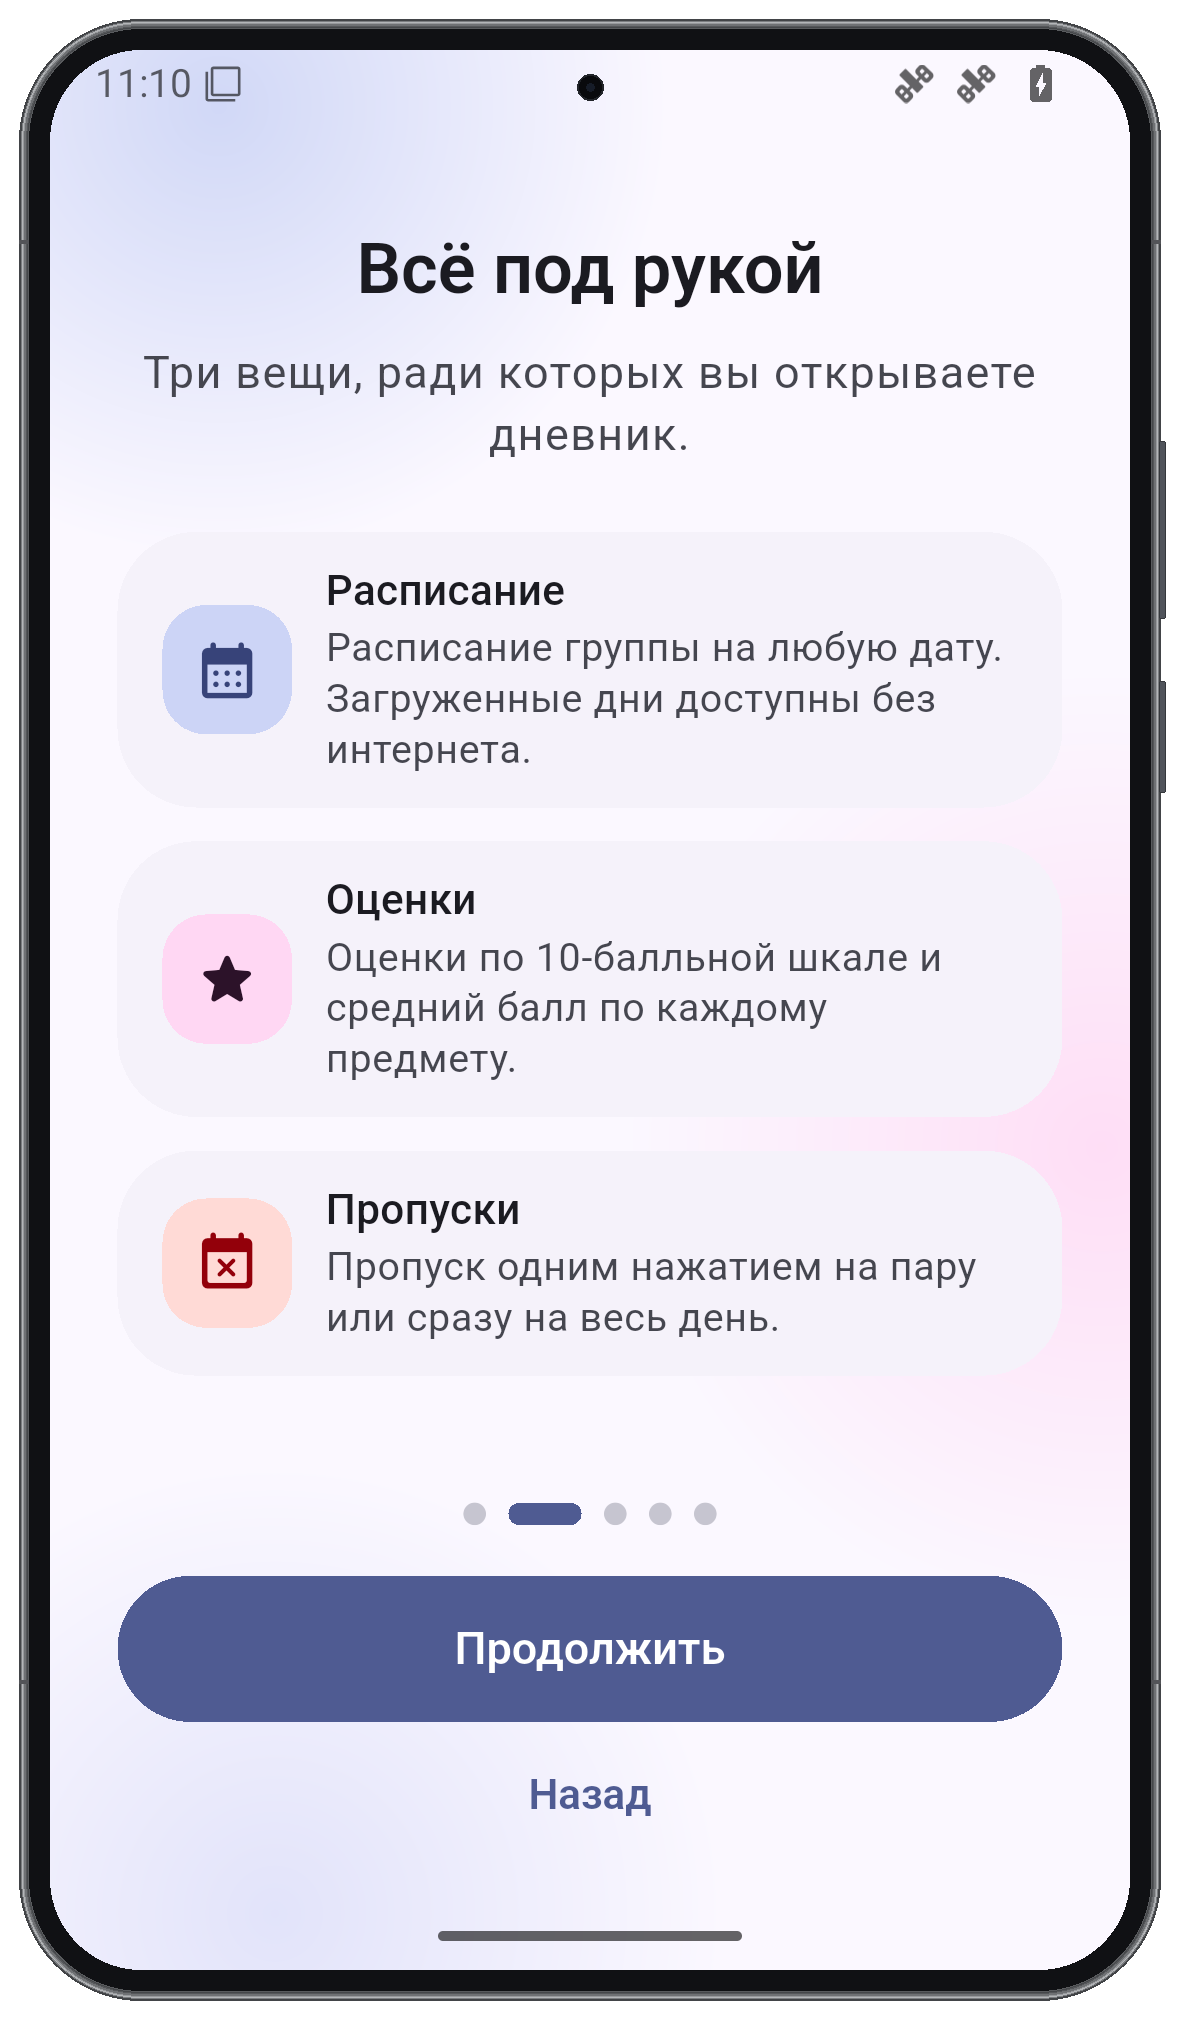 11:10
Всё под рукой
Три вещи, ради которых вы открываете
дневник.
Расписание
Расписание группы на любую дату.
Загруженные дни доступны без
интернета.
Оценки
Оценки по 10-балльной шкале и
средний балл по каждому
предмету.
Пропуски
Пропуск одним нажатием на пару
или сразу на весь день.
Продолжить
Назад